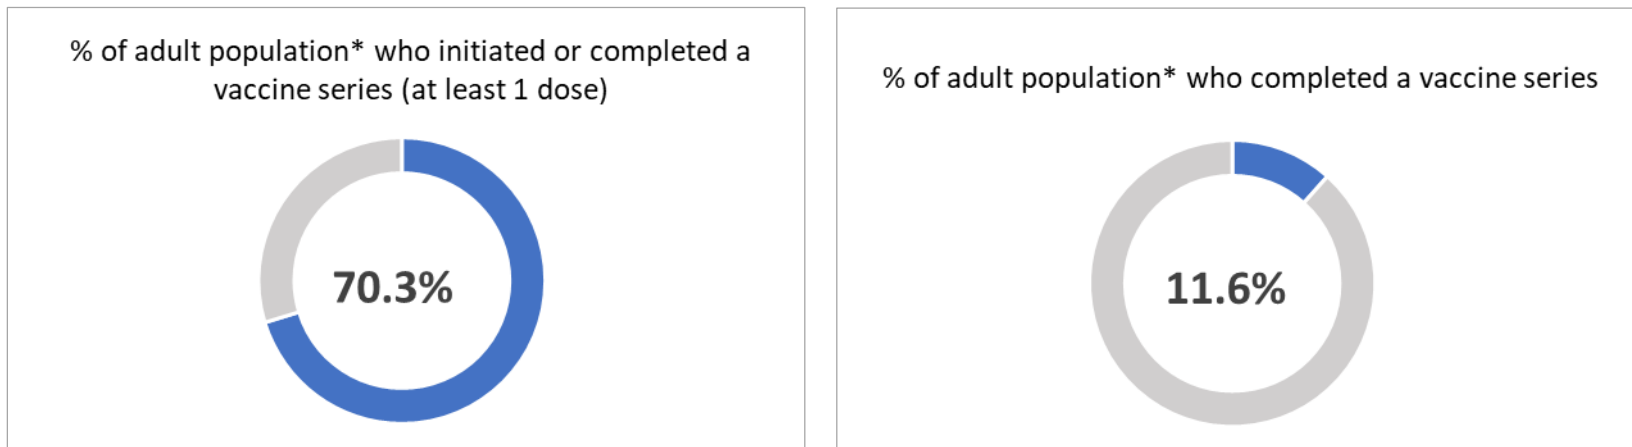 % of adult population* who initiated or completed a
vaccine series (at least 1 dose)
70.3%
% of adult population* who completed a vaccine series
11.6%